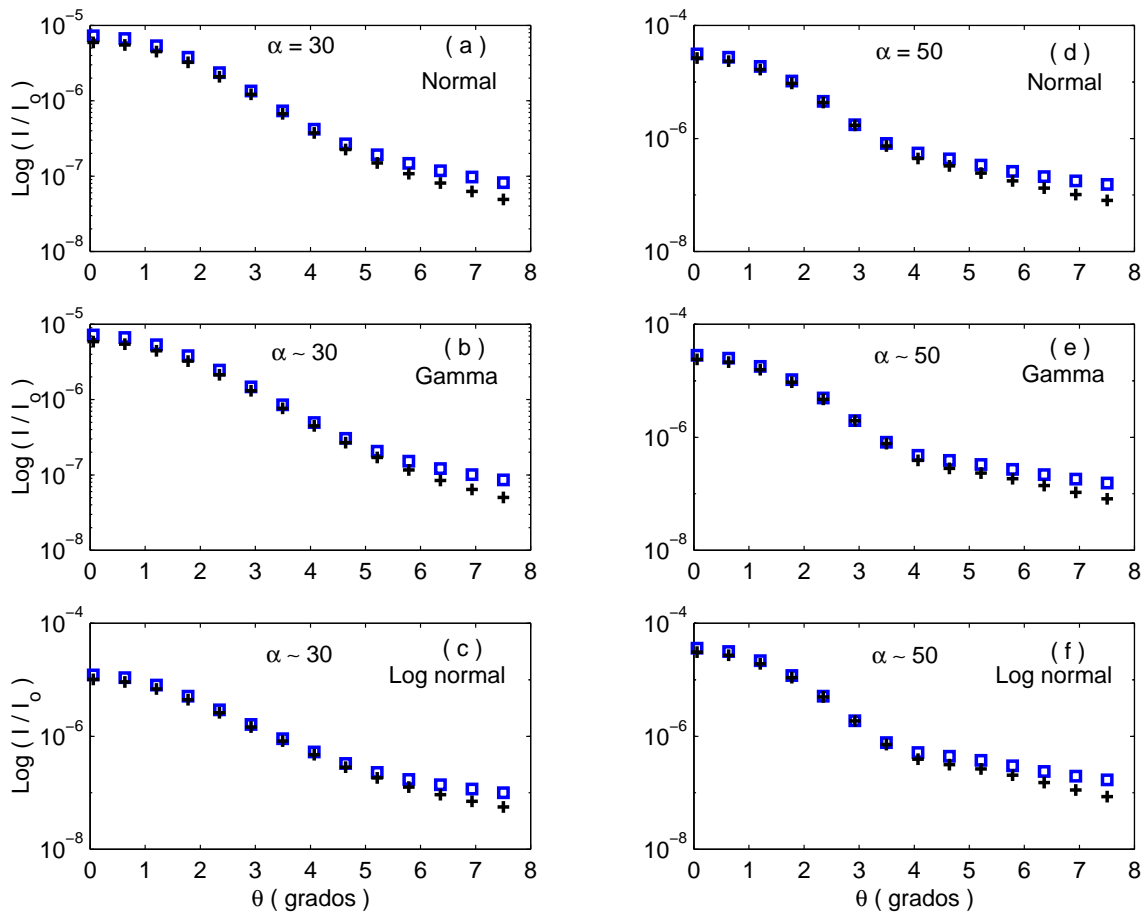 10⁻⁵
10⁻⁶
10⁻⁷
10⁻⁸
Log ( I / I₀ )
α = 30
( a )
Normal
0 1 2 3 4 5 6 7 8
10⁻⁴
10⁻⁶
10⁻⁸
α = 50
( d )
Normal
0 1 2 3 4 5 6 7 8
10⁻⁵
10⁻⁶
10⁻⁷
10⁻⁸
Log ( I / I₀ )
α ~ 30
( b )
Gamma
0 1 2 3 4 5 6 7 8
10⁻⁴
10⁻⁶
10⁻⁸
α ~ 50
( e )
Gamma
0 1 2 3 4 5 6 7 8
10⁻⁴
10⁻⁶
10⁻⁸
Log ( I / I₀ )
α ~ 30
( c )
Log normal
0 1 2 3 4 5 6 7 8
θ ( grados )
10⁻⁴
10⁻⁶
10⁻⁸
α ~ 50
( f )
Log normal
0 1 2 3 4 5 6 7 8
θ ( grados )